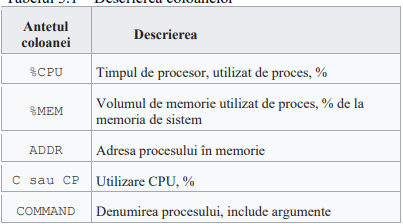 Tabelul 3.1 – Descrierea coloanelor
Antetul
coloanei
Descrierea
%CPU
Timpul de procesor, utilizat de proces, %
%MEM
Volumul de memorie utilizat de proces, % de la
memoria de sistem
ADDR
Adresa procesului în memorie
C sau CP
Utilizare CPU, %
COMMAND
Denumirea procesului, include argumente